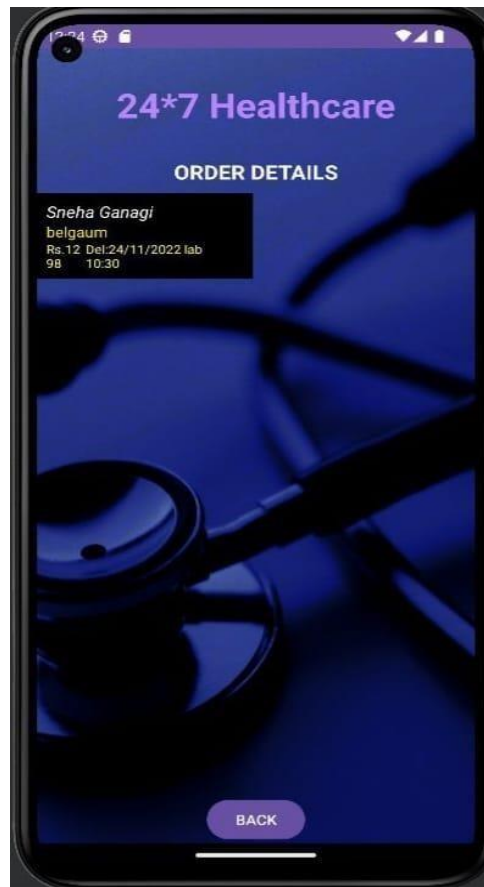 24*7 Healthcare
ORDER DETAILS
Sneha Ganagi
belgaum
Rs.12 Del:24/11/2022 lab
98 10:30
BACK